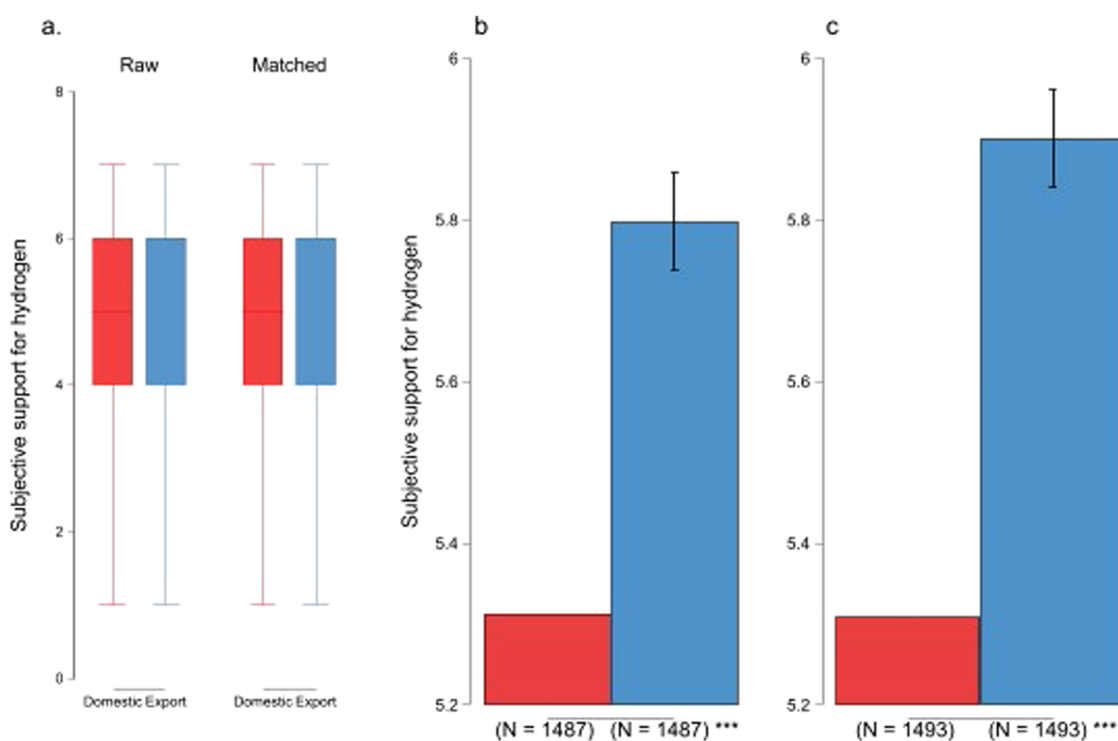 a.
Raw Matched
Subjective support for hydrogen
8
6
4
2
0
Domestic Export Domestic Export
b
Subjective support for hydrogen
6
5.8
5.6
5.4
5.2
(N = 1487) (N = 1487) ***
c
6
5.8
5.6
5.4
5.2
(N = 1493) (N = 1493) ***